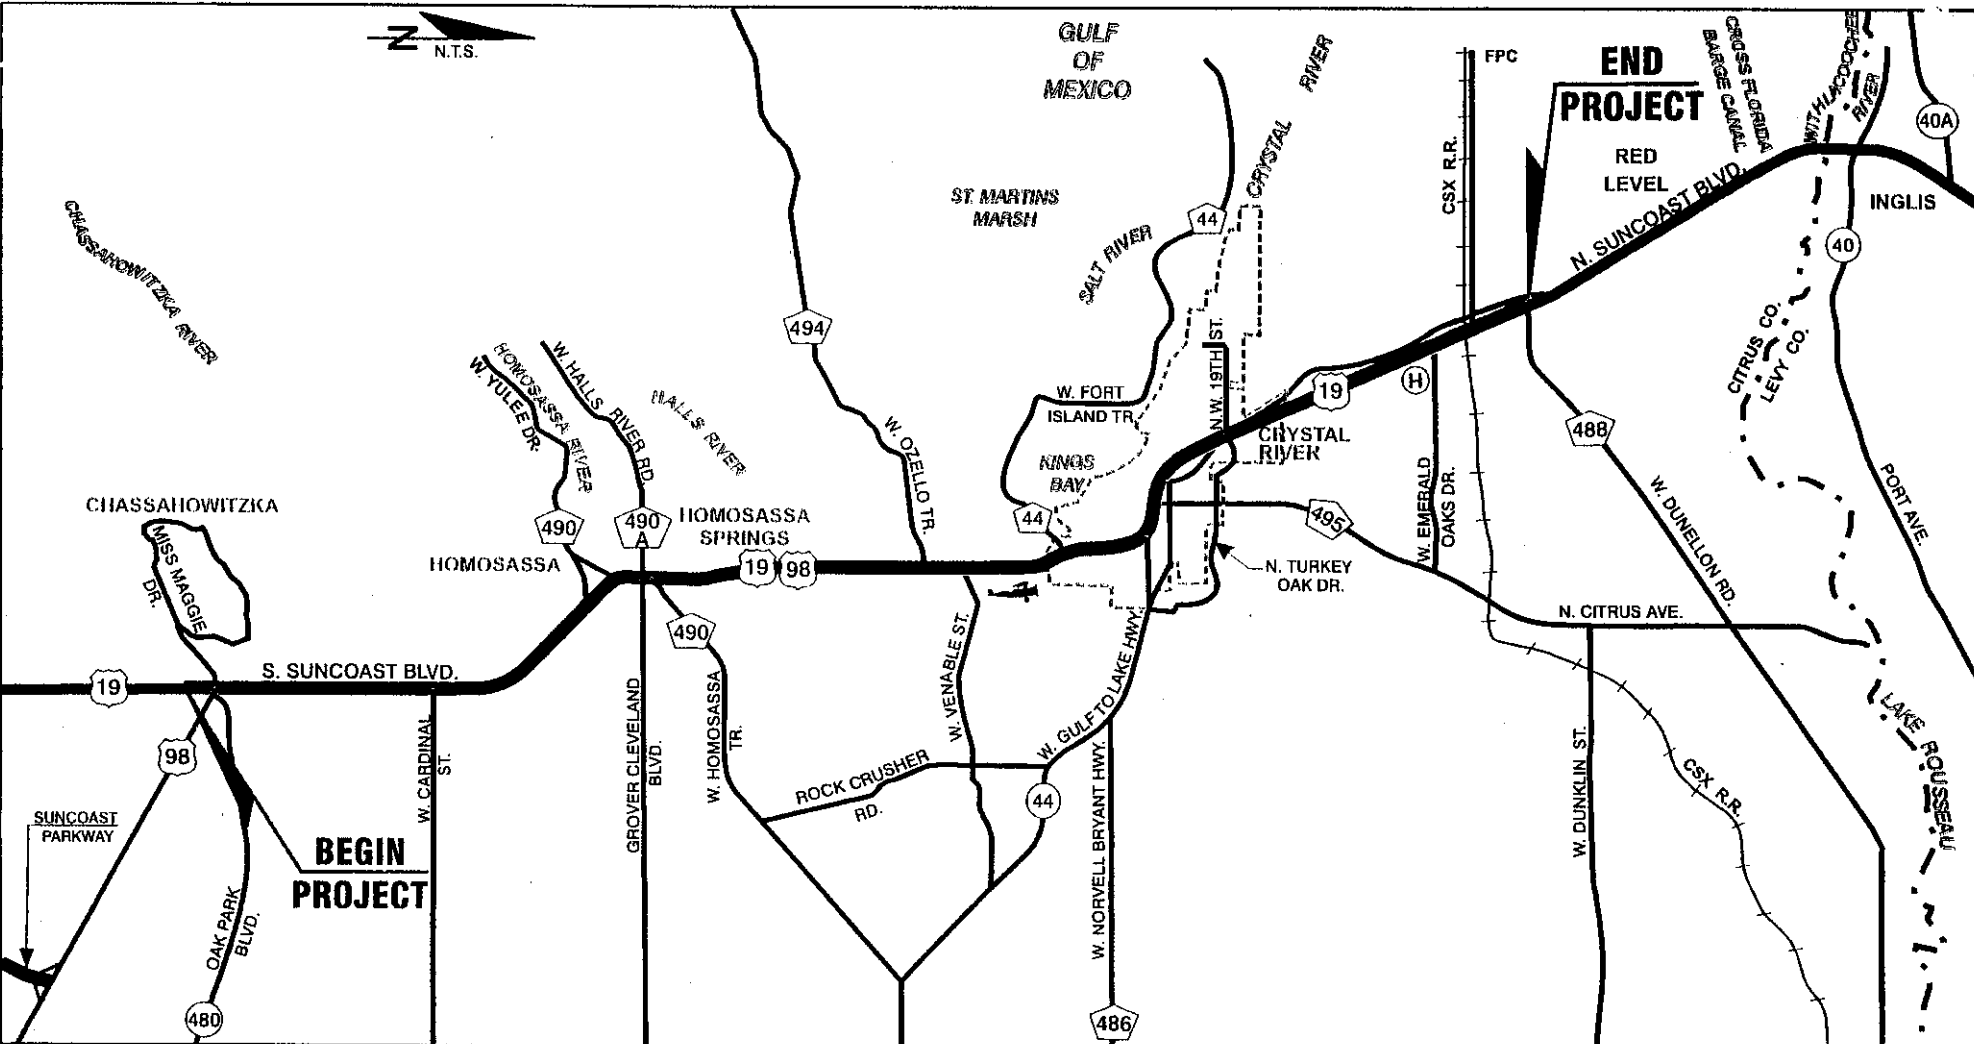 N
N.T.S.
GULF
OF
MEXICO
CRYSTAL RIVER
FPC
END
PROJECT
CROSS FLORIDA
BARGE CANAL
WITHLACOOCHEE
RIVER
40A
RED
LEVEL
CSX R.R.
N. SUNCOAST BLVD.
INGLIS
40
CHASSAHOWITZKA RIVER
ST. MARTINS
MARSH
SALT RIVER
44
494
CITRUS CO.
LEVY CO.
W. YULEE DR.
HOMOSASSA RIVER
W. HALLS RIVER RD.
HALLS RIVER
W. OZELLO TR.
W. FORT
ISLAND TR.
N.W. 19TH ST.
19
H
CRYSTAL
RIVER
488
KINGS
BAY
44
495
W. EMERALD
OAKS DR.
W. DUNELLON RD.
PORT AVE.
CHASSAHOWITZKA
MISS MAGGIE
DR.
490
490
A
HOMOSASSA
SPRINGS
HOMOSASSA
19
98
N. TURKEY
OAK DR.
N. CITRUS AVE.
490
S. SUNCOAST BLVD.
19
W. VENABLE ST.
W. GULF TO LAKE HWY.
98
W. CARDINAL
ST.
GROVER CLEVELAND
BLVD.
W. HOMOSASSA
TR.
ROCK CRUSHER
RD.
44
W. NORVELL BRYANT HWY.
W. DUNKLIN ST.
CSX R.R.
LAKE ROUSSEAU
SUNCOAST
PARKWAY
BEGIN
PROJECT
OAK PARK
BLVD.
480
486